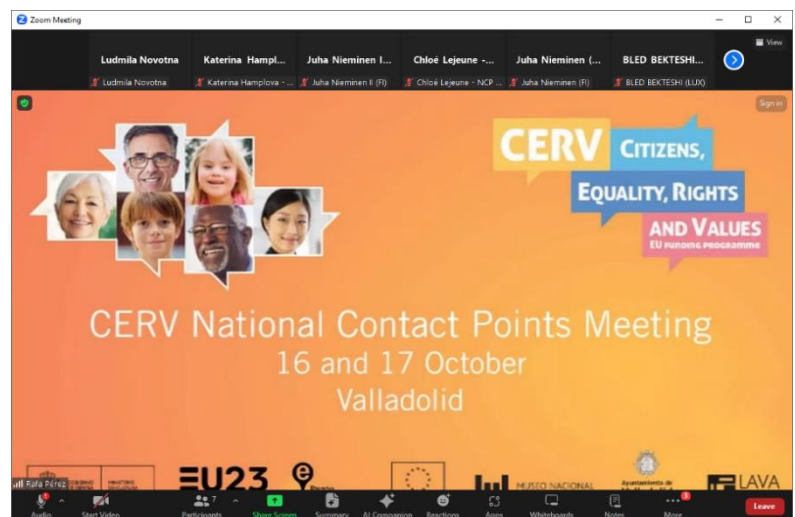 Zoom Meeting
View
Ludmila Novotna
Katerina Hampl...
Juha Nieminen I...
Chloé Lejeune -...
Juha Nieminen (...
BLED BEKTESHI...
Ludmila Novotna
Katerina Hamplova - ...
Juha Nieminen II (FI)
Chloé Lejeune - NCP ...
Juha Nieminen (FI)
BLED BEKTESHI (LUX)
Sign in
CERV
CITIZENS,
EQUALITY, RIGHTS
AND VALUES
EU FUNDING PROGRAMME
CERV National Contact Points Meeting
16 and 17 October
Valladolid
EU23
MUSEO NACIONAL
Ayuntamiento de
LAVA
Rafa Pérez
Audio
Start Video
Participants
7
Share Screen
Summary
AI Companion
Reactions
Apps
Whiteboards
Notes
More
Leave